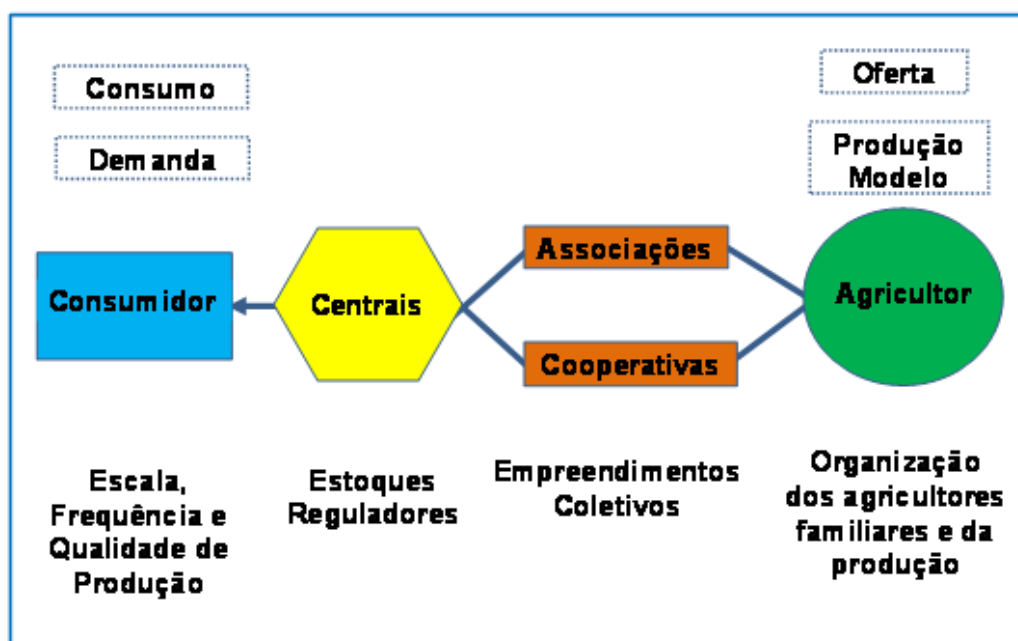 Consumo
Demanda
Oferta
Produção
Modelo
Consumidor
Centrais
Associações
Cooperativas
Agricultor
Escala,
Frequência e
Qualidade de
Produção
Estoques
Reguladores
Empreendimentos
Coletivos
Organização
dos agricultores
familiares e da
produção